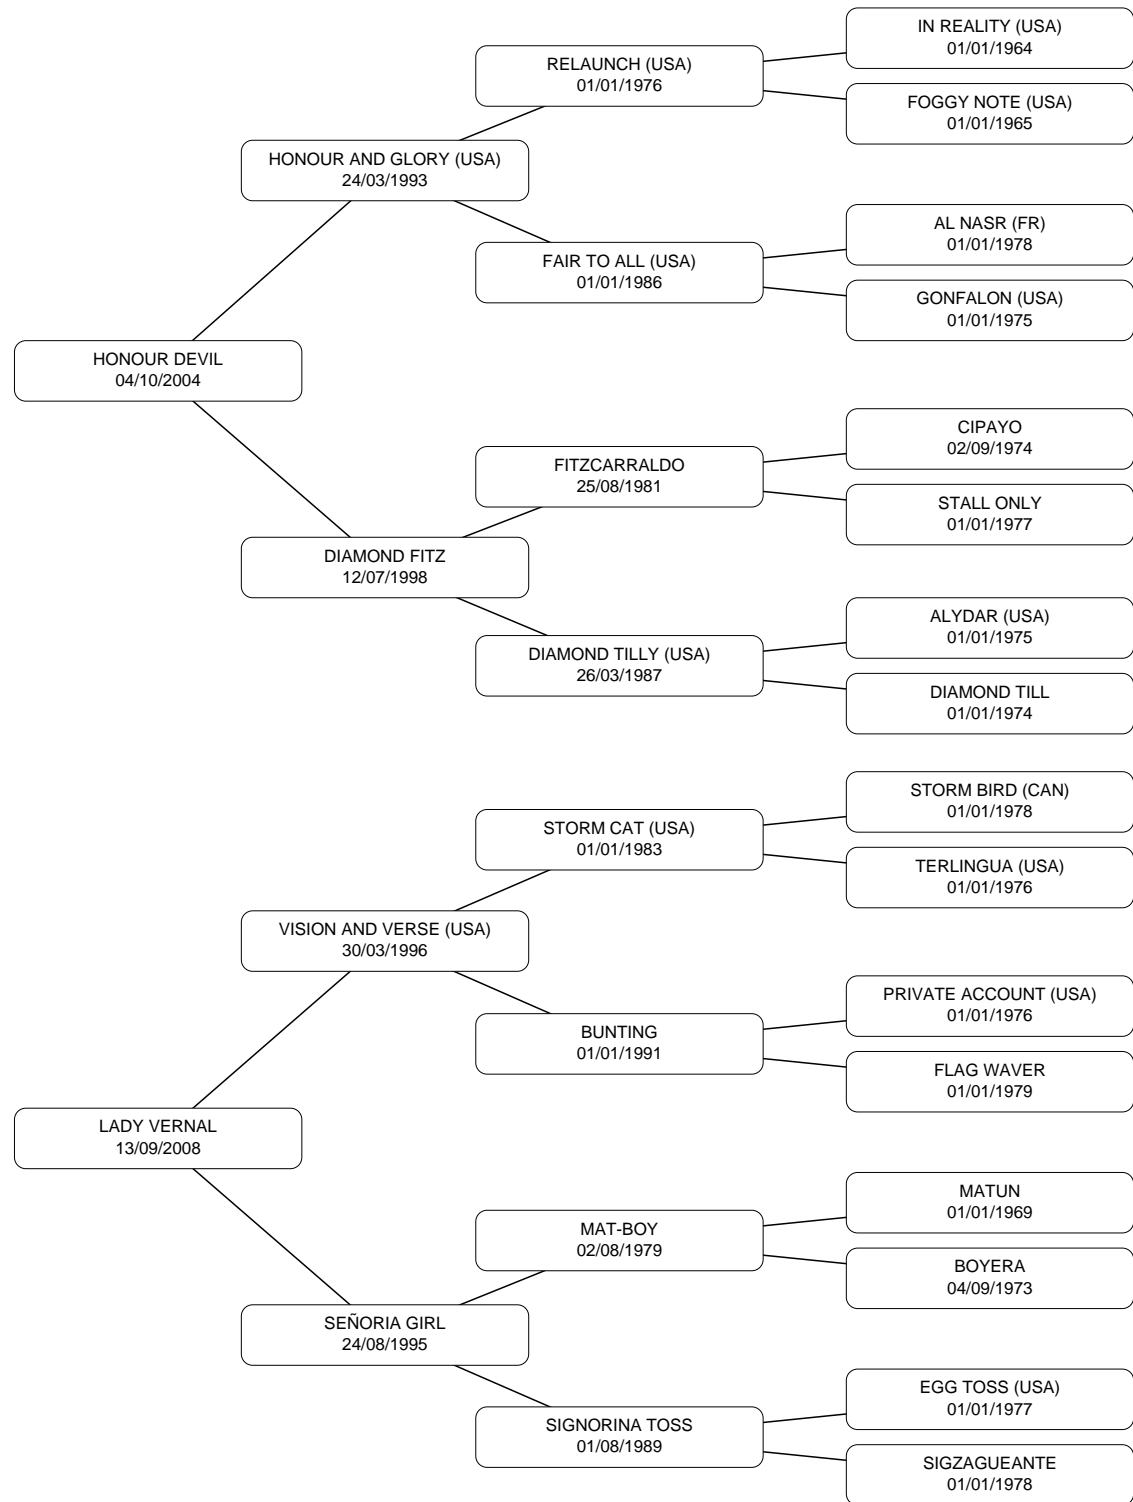 IN REALITY (USA)
01/01/1964
RELAUNCH (USA)
01/01/1976
FOGGY NOTE (USA)
01/01/1965
HONOUR AND GLORY (USA)
24/03/1993
AL NASR (FR)
01/01/1978
FAIR TO ALL (USA)
01/01/1986
GONFALON (USA)
01/01/1975
HONOUR DEVIL
04/10/2004
CIPAYO
02/09/1974
FITZCARRALDO
25/08/1981
STALL ONLY
01/01/1977
DIAMOND FITZ
12/07/1998
ALYDAR (USA)
01/01/1975
DIAMOND TILLY (USA)
26/03/1987
DIAMOND TILL
01/01/1974
STORM BIRD (CAN)
01/01/1978
STORM CAT (USA)
01/01/1983
TERLINGUA (USA)
01/01/1976
VISION AND VERSE (USA)
30/03/1996
PRIVATE ACCOUNT (USA)
01/01/1976
BUNTING
01/01/1991
FLAG WAVER
01/01/1979
LADY VERNAL
13/09/2008
MATUN
01/01/1969
MAT-BOY
02/08/1979
BOYERA
04/09/1973
SEÑORIA GIRL
24/08/1995
EGG TOSS (USA)
01/01/1977
SIGNORINA TOSS
01/08/1989
SIGZAGUEANTE
01/01/1978